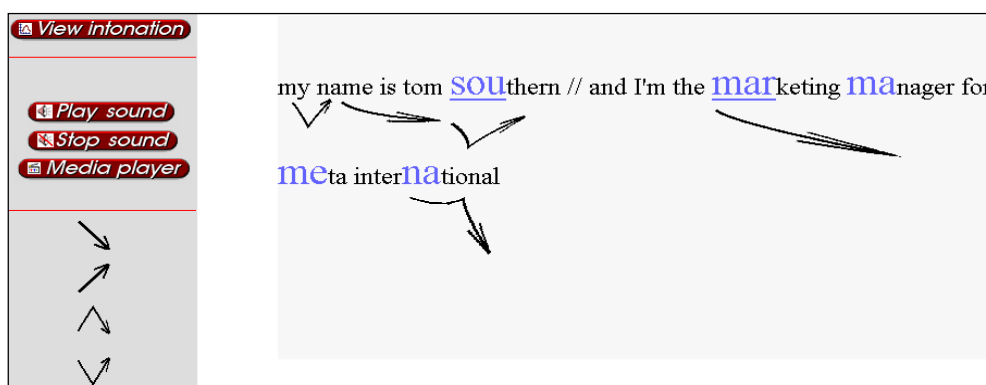 View intonation
Play sound
Stop sound
Media player
my name is tom southern // and I'm the marketing manager for
meta international